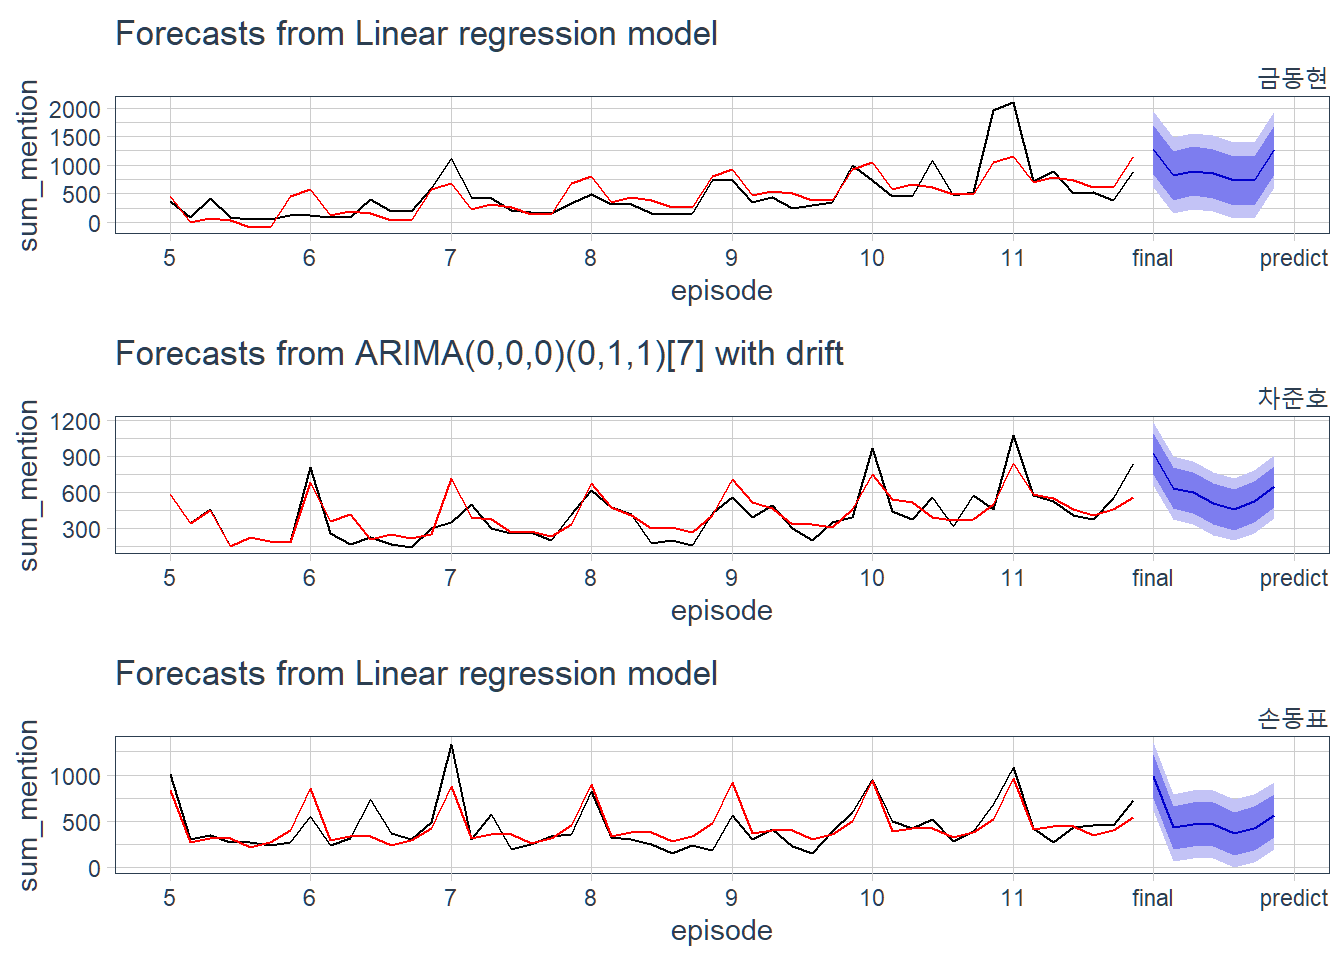 Forecasts from Linear regression model
금동현
sum_mention
2000
1500
1000
500
0
5 6 7 8 9 10 11 final predict
episode
Forecasts from ARIMA(0,0,0)(0,1,1)[7] with drift
차준호
sum_mention
1200
900
600
300
5 6 7 8 9 10 11 final predict
episode
Forecasts from Linear regression model
손동표
sum_mention
1000
500
0
5 6 7 8 9 10 11 final predict
episode